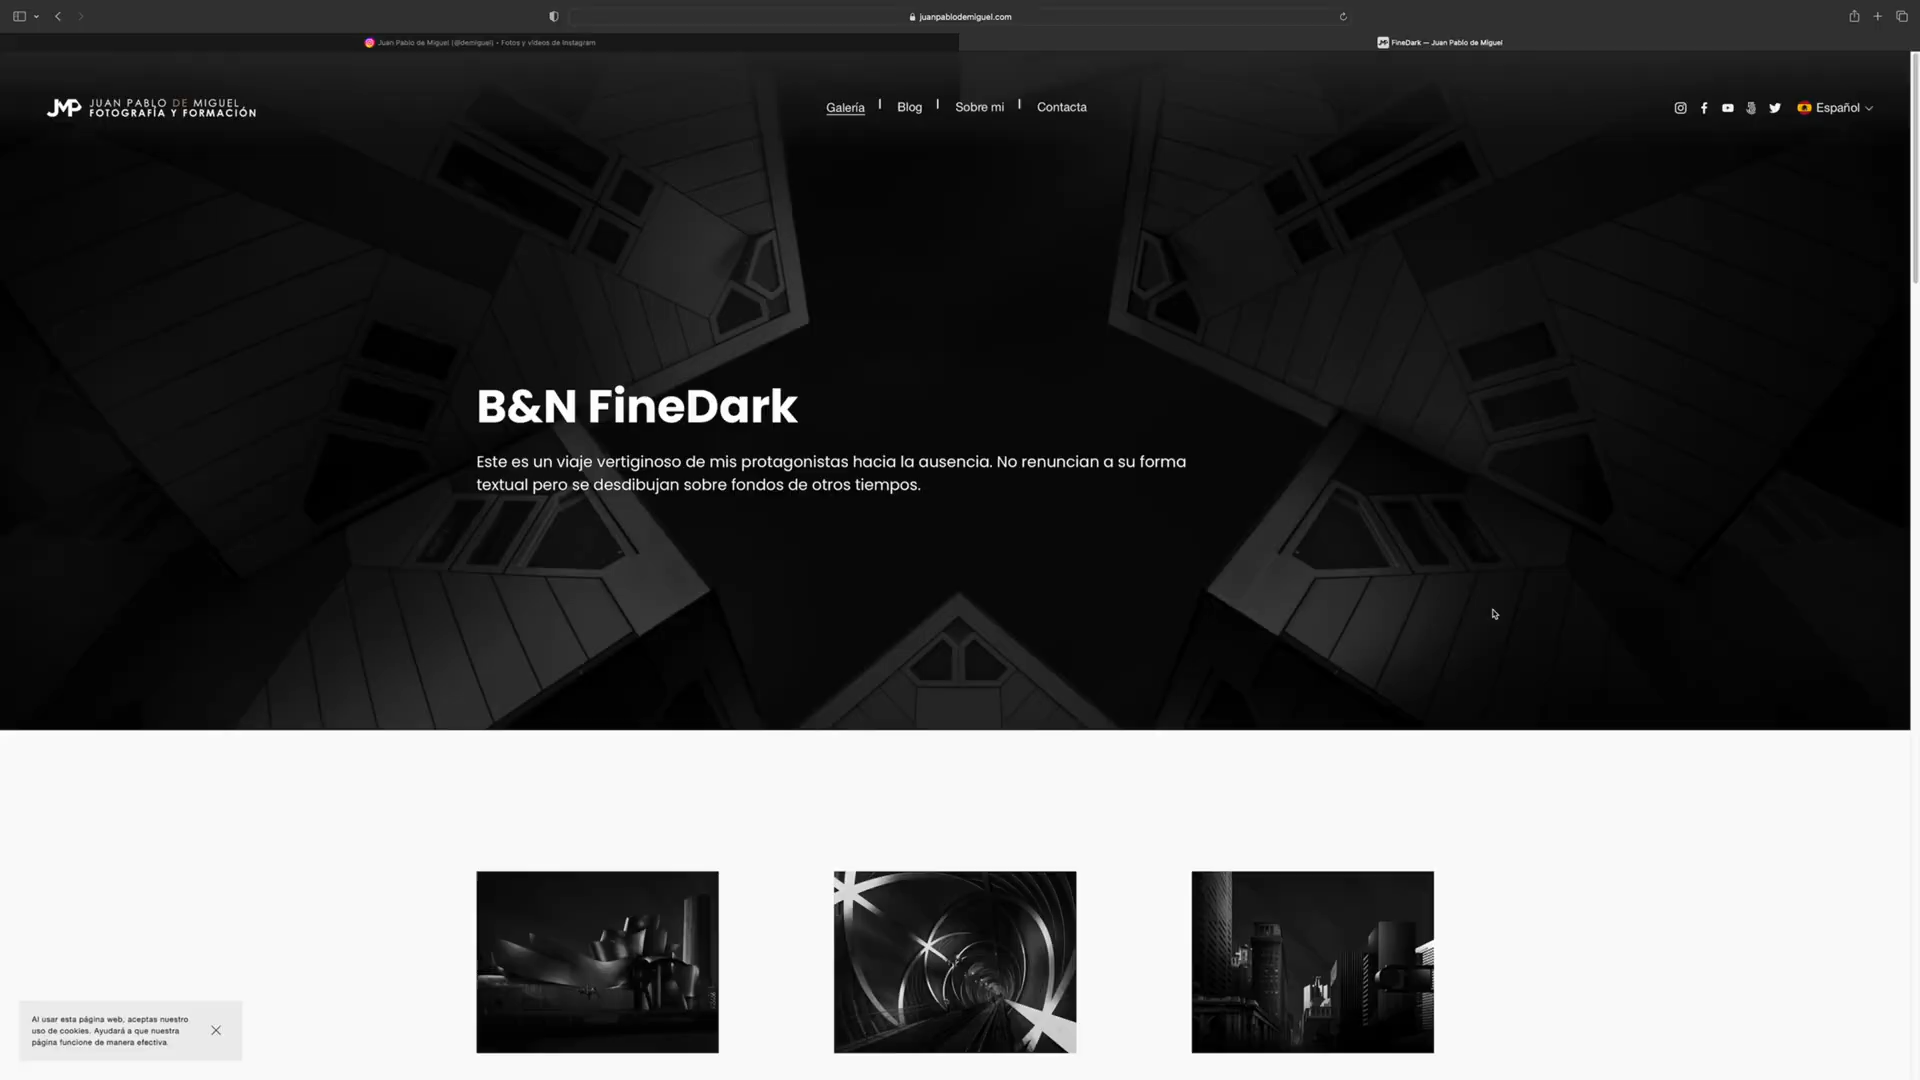 juanpablodemiguel.com
Juan Pablo de Miguel (@demiguel) • Fotos y vídeos de Instagram
FineDark — Juan Pablo de Miguel
JMP JUAN PABLO DE MIGUEL
FOTOGRAFÍA Y FORMACIÓN
Galería
Blog
Sobre mi
Contacta
Español
B&N FineDark
Este es un viaje vertiginoso de mis protagonistas hacia la ausencia. No renuncian a su forma
textual pero se desdibujan sobre fondos de otros tiempos.
Al usar esta página web, aceptas nuestro
uso de cookies. Ayudará a que nuestra
página funcione de manera efectiva.